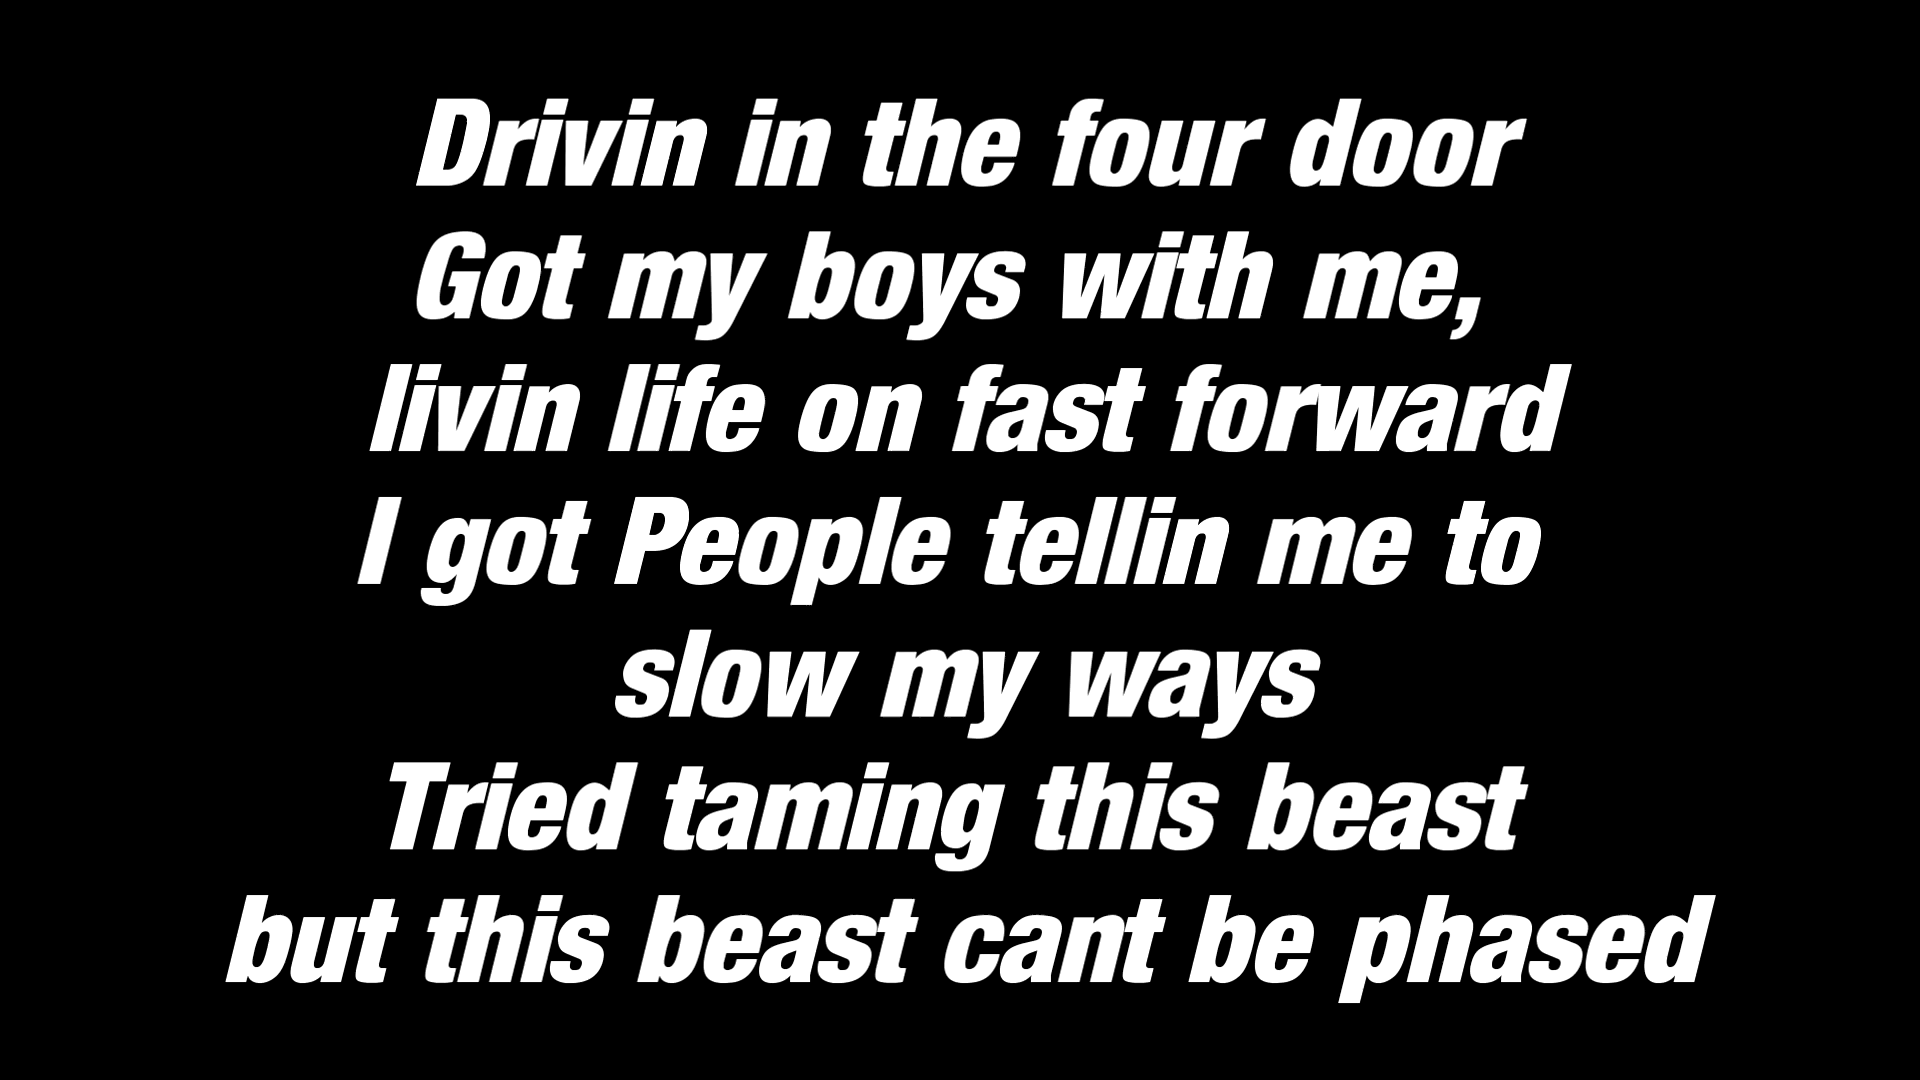 Drivin in the four door
Got my boys with me,
livin life on fast forward
I got People tellin me to
slow my ways
Tried taming this beast
but this beast cant be phased